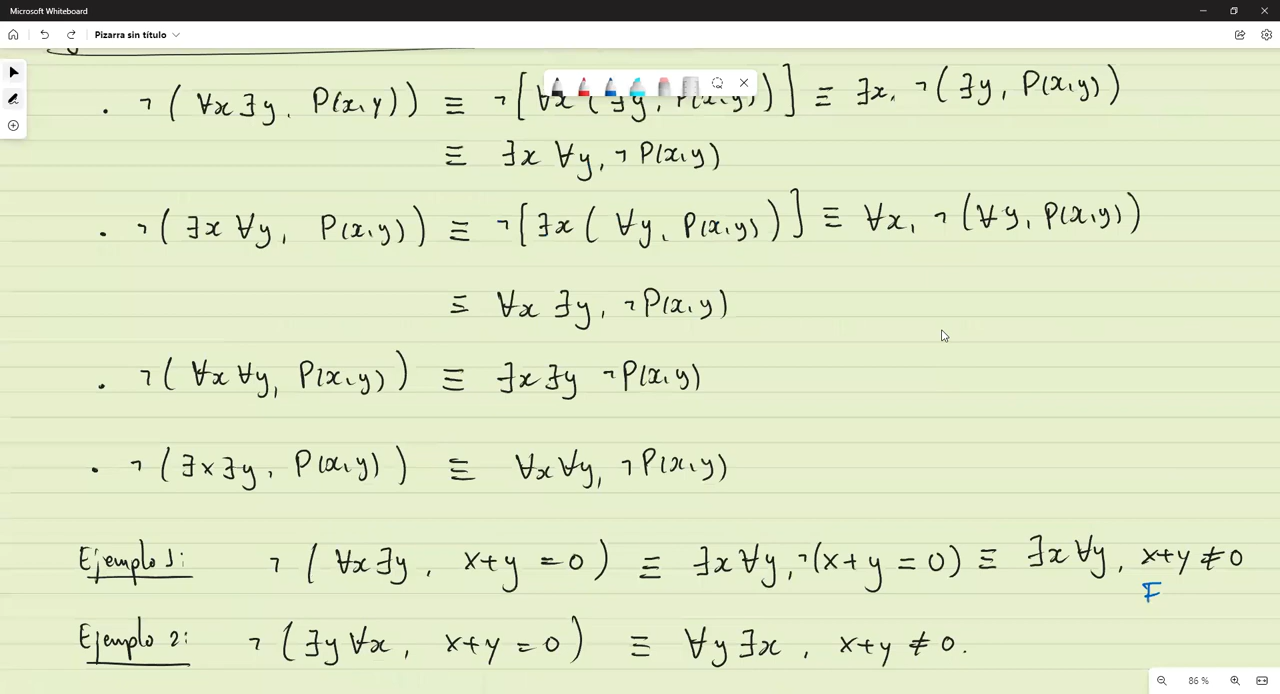 Microsoft Whiteboard
Pizarra sin título
. ¬(∀x∃y, P(x,y)) ≡ ¬[∀x(∃y, P(x,y))] ≡ ∃x, ¬(∃y, P(x,y))
≡ ∃x ∀y, ¬P(x,y)
. ¬(∃x ∀y, P(x,y)) ≡ ¬[∃x(∀y, P(x,y))] ≡ ∀x, ¬(∀y, P(x,y))
≡ ∀x ∃y, ¬P(x,y)
. ¬(∀x∀y, P(x,y)) ≡ ∃x∃y ¬P(x,y)
. ¬(∃x∃y, P(x,y)) ≡ ∀x∀y, ¬P(x,y)
Ejemplo 1: ¬(∀x∃y, x+y=0) ≡ ∃x∀y, ¬(x+y=0) ≡ ∃x∀y, x+y≠0
F
Ejemplo 2: ¬(∃y∀x, x+y=0) ≡ ∀y∃x, x+y≠0.
86 %